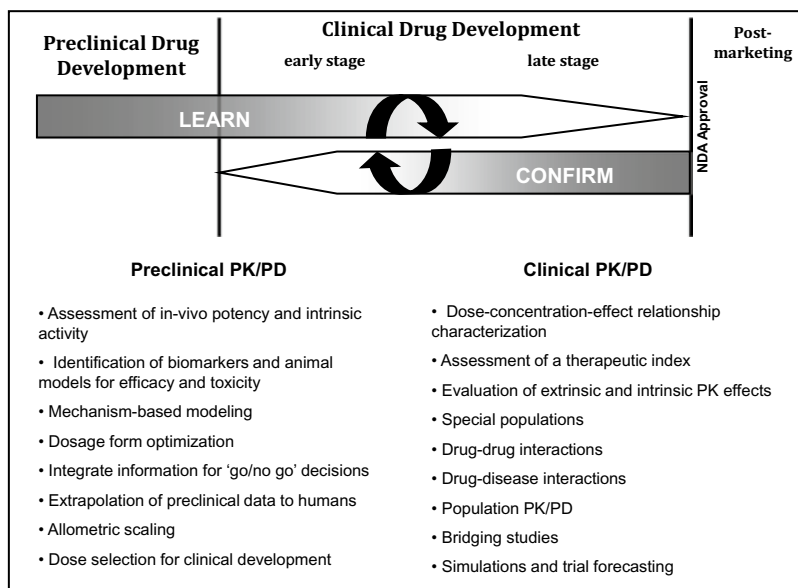 Preclinical Drug
Development
Clinical Drug Development
early stage
late stage
Post-
marketing
LEARN
CONFIRM
NDA Approval
Preclinical PK/PD
• Assessment of in-vivo potency and intrinsic
activity
• Identification of biomarkers and animal
models for efficacy and toxicity
• Mechanism-based modeling
• Dosage form optimization
• Integrate information for ‘go/no go’ decisions
• Extrapolation of preclinical data to humans
• Allometric scaling
• Dose selection for clinical development
Clinical PK/PD
• Dose-concentration-effect relationship
characterization
• Assessment of a therapeutic index
• Evaluation of extrinsic and intrinsic PK effects
• Special populations
• Drug-drug interactions
• Drug-disease interactions
• Population PK/PD
• Bridging studies
• Simulations and trial forecasting